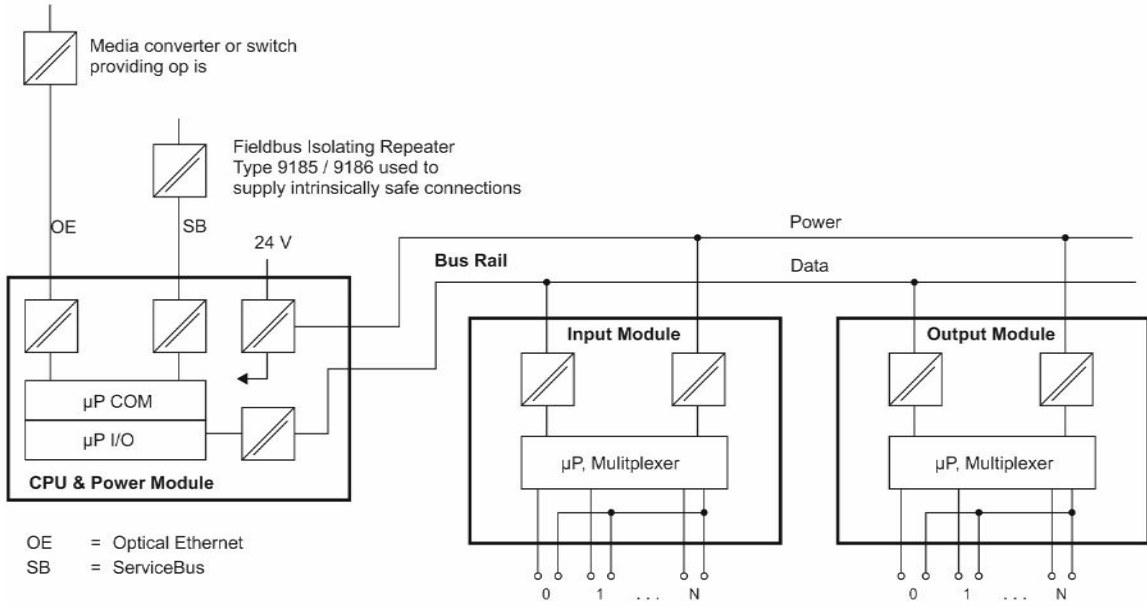 Media converter or switch
providing op is
Fieldbus Isolating Repeater
Type 9185 / 9186 used to
supply intrinsically safe connections
OE
SB
24 V
Power
Bus Rail
Data
Input Module
Output Module
µP COM
µP I/O
µP, Mulitplexer
µP, Multiplexer
CPU & Power Module
OE = Optical Ethernet
SB = ServiceBus
0 1 . . . N
0 1 . . . N